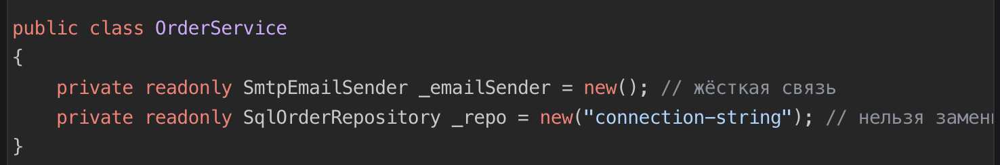 public class OrderService
{
    private readonly SmtpEmailSender _emailSender = new(); // жёсткая связь
    private readonly SqlOrderRepository _repo = new("connection-string"); // нельзя
}